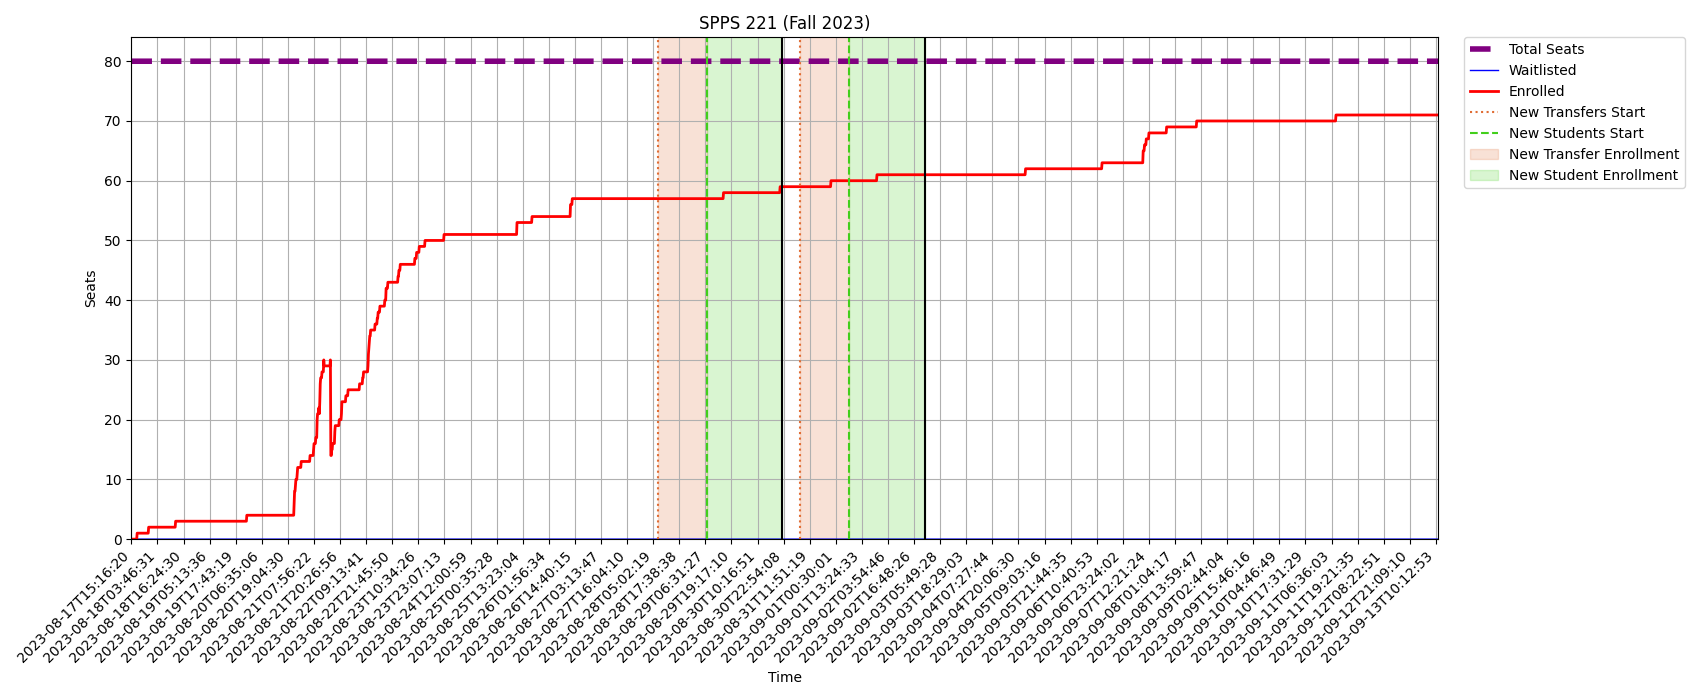 SPPS 221 (Fall 2023)
Total Seats
Waitlisted
Enrolled
New Transfers Start
New Students Start
New Transfer Enrollment
New Student Enrollment
Seats
80
70
60
50
40
30
20
10
0
2023-08-17T15:16:20
2023-08-18T03:46:31
2023-08-18T16:24:30
2023-08-19T05:13:36
2023-08-19T17:43:19
2023-08-20T06:35:06
2023-08-20T19:04:30
2023-08-21T07:56:22
2023-08-21T20:26:56
2023-08-22T09:13:41
2023-08-22T21:45:50
2023-08-23T10:34:26
2023-08-23T23:07:13
2023-08-24T12:00:59
2023-08-25T00:35:28
2023-08-25T13:23:04
2023-08-26T01:56:34
2023-08-26T14:40:15
2023-08-27T03:13:47
2023-08-27T16:04:10
2023-08-28T05:02:19
2023-08-28T17:38:38
2023-08-29T06:31:27
2023-08-29T19:17:10
2023-08-30T10:16:51
2023-08-30T22:54:08
2023-08-31T11:51:19
2023-09-01T00:30:01
2023-09-01T13:24:33
2023-09-02T03:54:46
2023-09-02T16:48:26
2023-09-03T05:49:28
2023-09-03T18:29:03
2023-09-04T07:27:44
2023-09-04T20:06:30
2023-09-05T09:03:16
2023-09-05T21:44:35
2023-09-06T10:40:53
2023-09-06T23:24:02
2023-09-07T12:21:24
2023-09-08T01:04:17
2023-09-08T13:59:47
2023-09-09T02:44:04
2023-09-09T15:46:16
2023-09-10T04:46:49
2023-09-10T17:31:29
2023-09-11T06:36:03
2023-09-11T19:21:35
2023-09-12T08:22:51
2023-09-12T21:09:10
2023-09-13T10:12:53
Time